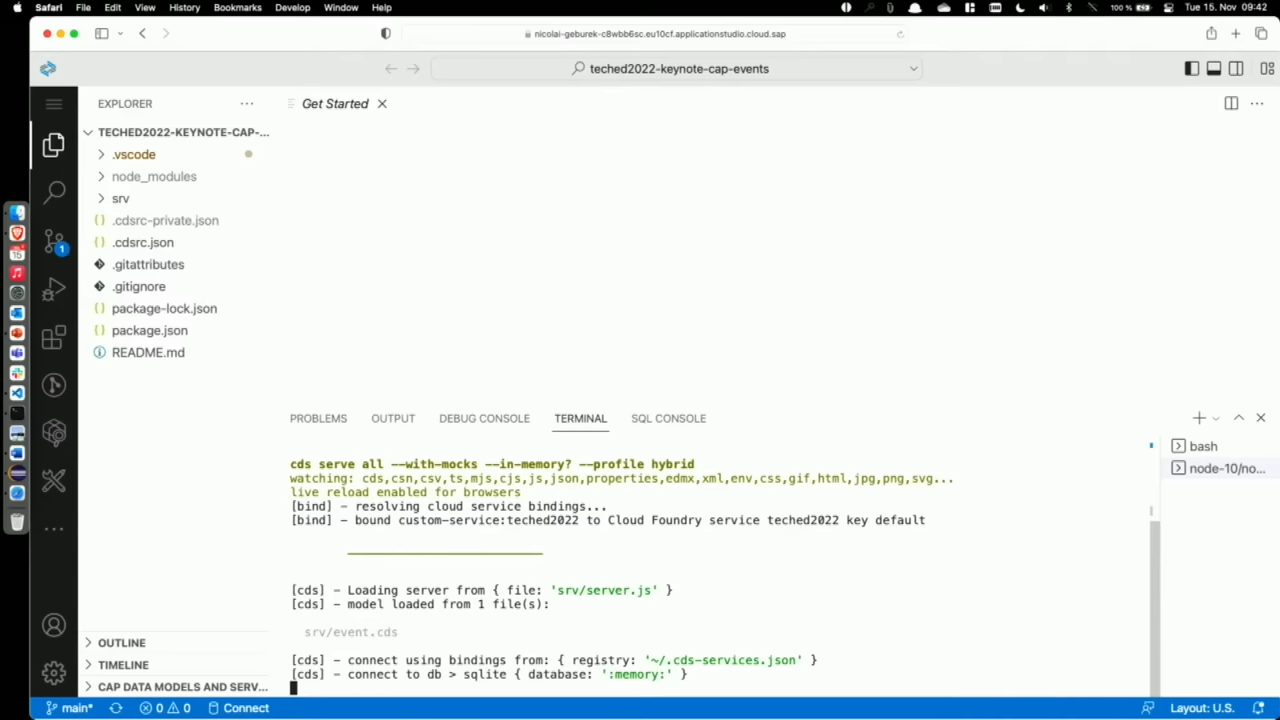 Safari File Edit View History Bookmarks Develop Window Help 100 % Tue 15. Nov 09:42
nicolai-geburek-c8wbb6sc.eu10cf.applicationstudio.cloud.sap
teched2022-keynote-cap-events
EXPLORER
Get Started
TECHED2022-KEYNOTE-CAP-...
.vscode
node_modules
srv
.cdsrc-private.json
.cdsrc.json
.gitattributes
.gitignore
package-lock.json
package.json
README.md
1
15
PROBLEMS OUTPUT DEBUG CONSOLE TERMINAL SQL CONSOLE
bash
node-10/no...
cds serve all --with-mocks --in-memory? --profile hybrid
watching: cds,csn,csv,ts,mjs,cjs,js,json,properties,edmx,xml,env,css,gif,html,jpg,png,svg...
live reload enabled for browsers
[bind] - resolving cloud service bindings...
[bind] - bound custom-service:teched2022 to Cloud Foundry service teched2022 key default
[cds] - Loading server from { file: 'srv/server.js' }
[cds] - model loaded from 1 file(s):
srv/event.cds
[cds] - connect using bindings from: { registry: '~/.cds-services.json' }
[cds] - connect to db > sqlite { database: ':memory:' }
OUTLINE
TIMELINE
CAP DATA MODELS AND SERV...
main* 0 0 Connect Layout: U.S.